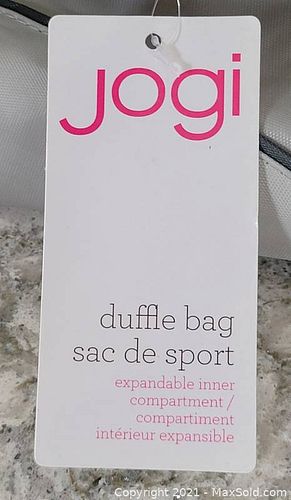 jogi
duffle bag
sac de sport
expandable inner
compartment /
compartiment
intérieur expansible
Copyright © 2021 - MaxSold.com